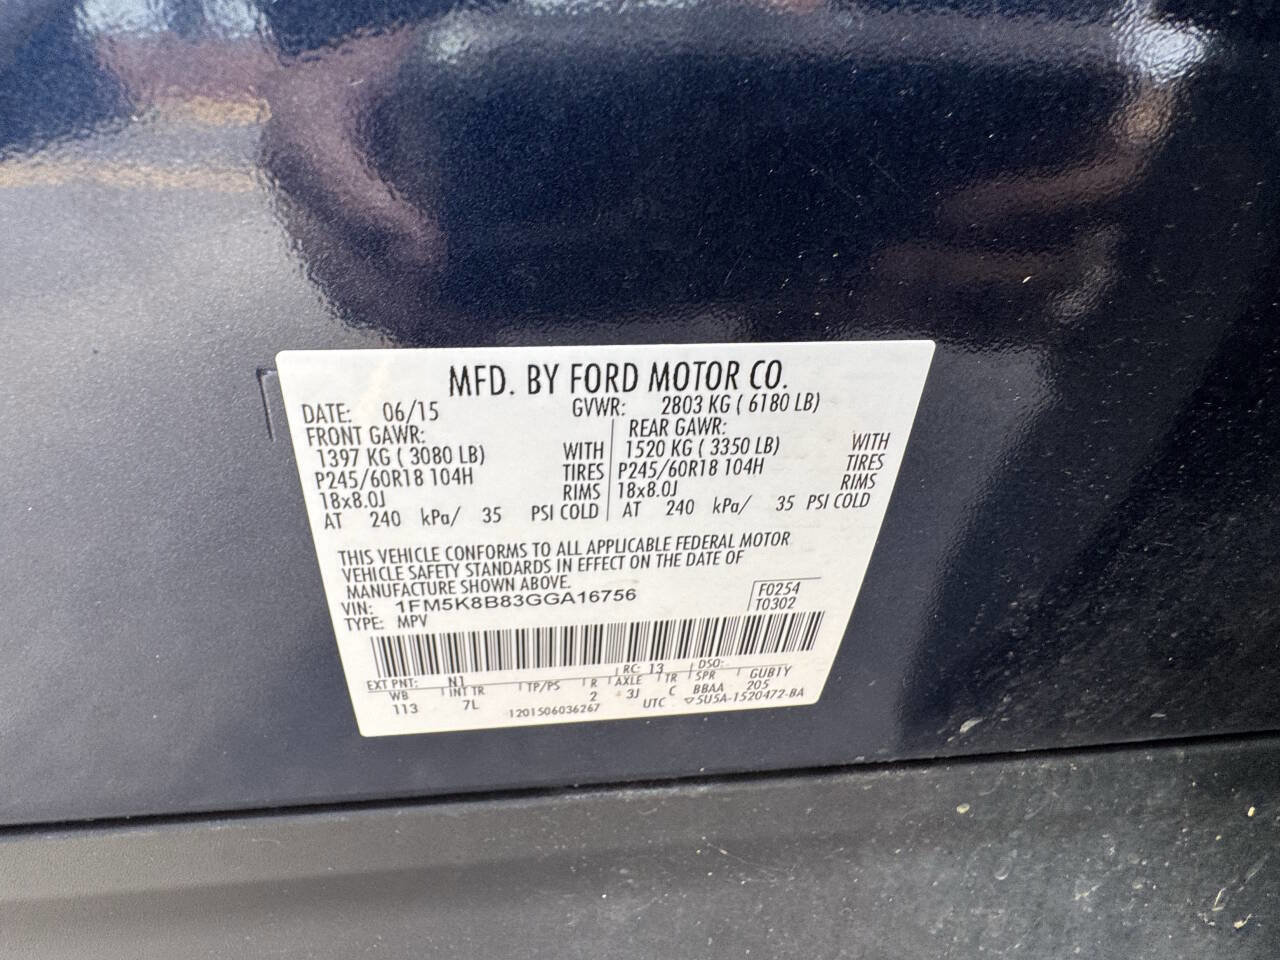 MFD. BY FORD MOTOR CO.
DATE: 06/15 GVWR: 2803 KG ( 6180 LB)
FRONT GAWR: REAR GAWR:
1397 KG ( 3080 LB) WITH 1520 KG ( 3350 LB) WITH
P245/60R18 104H TIRES P245/60R18 104H TIRES
18x8.0J RIMS 18x8.0J RIMS
AT 240 kPa/ 35 PSI COLD AT 240 kPa/ 35 PSI COLD
THIS VEHICLE CONFORMS TO ALL APPLICABLE FEDERAL MOTOR
VEHICLE SAFETY STANDARDS IN EFFECT ON THE DATE OF
MANUFACTURE SHOWN ABOVE.
VIN: 1FM5K8B83GGA16756 F0254
TYPE: MPV T0302
EXT PNT: N1 RC: 13 DSO:
WB INT TR TP/PS R AXLE TR SPR GUB1Y
113 7L 2 3J C BBAA 205
1201506036267 UTC ▽5U5A-1520472-BA